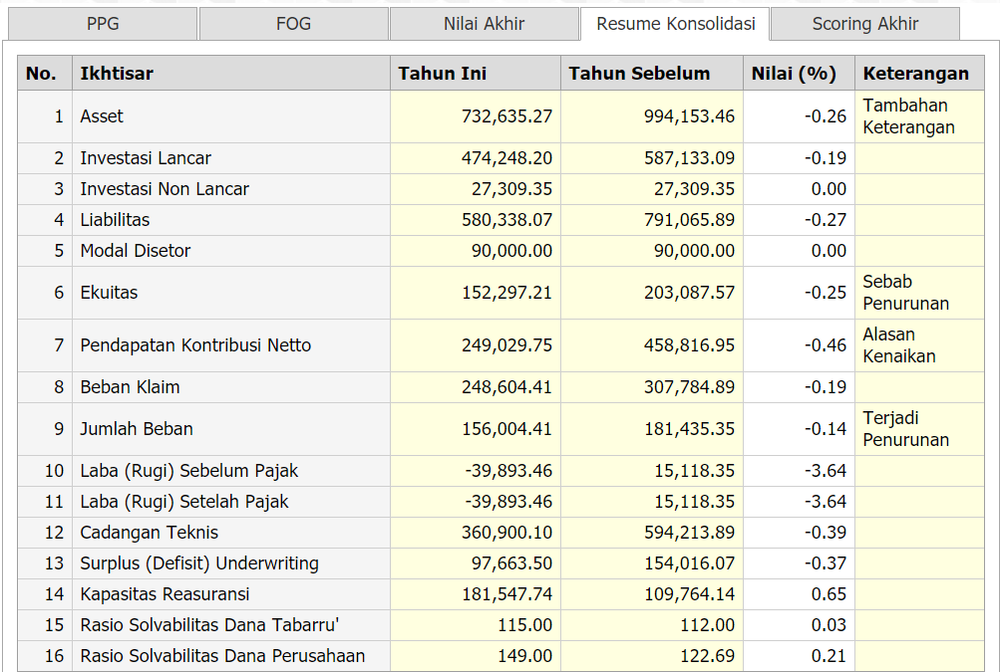 PPG FOG Nilai Akhir Resume Konsolidasi Scoring Akhir
No. Ikhtisar Tahun Ini Tahun Sebelum Nilai (%) Keterangan
1 Asset 732,635.27 994,153.46 -0.26 Tambahan
Keterangan
2 Investasi Lancar 474,248.20 587,133.09 -0.19
3 Investasi Non Lancar 27,309.35 27,309.35 0.00
4 Liabilitas 580,338.07 791,065.89 -0.27
5 Modal Disetor 90,000.00 90,000.00 0.00
6 Ekuitas 152,297.21 203,087.57 -0.25 Sebab
Penurunan
7 Pendapatan Kontribusi Netto 249,029.75 458,816.95 -0.46 Alasan
Kenaikan
8 Beban Klaim 248,604.41 307,784.89 -0.19
9 Jumlah Beban 156,004.41 181,435.35 -0.14 Terjadi
Penurunan
10 Laba (Rugi) Sebelum Pajak -39,893.46 15,118.35 -3.64
11 Laba (Rugi) Setelah Pajak -39,893.46 15,118.35 -3.64
12 Cadangan Teknis 360,900.10 594,213.89 -0.39
13 Surplus (Defisit) Underwriting 97,663.50 154,016.07 -0.37
14 Kapasitas Reasuransi 181,547.74 109,764.14 0.65
15 Rasio Solvabilitas Dana Tabarru' 115.00 112.00 0.03
16 Rasio Solvabilitas Dana Perusahaan 149.00 122.69 0.21